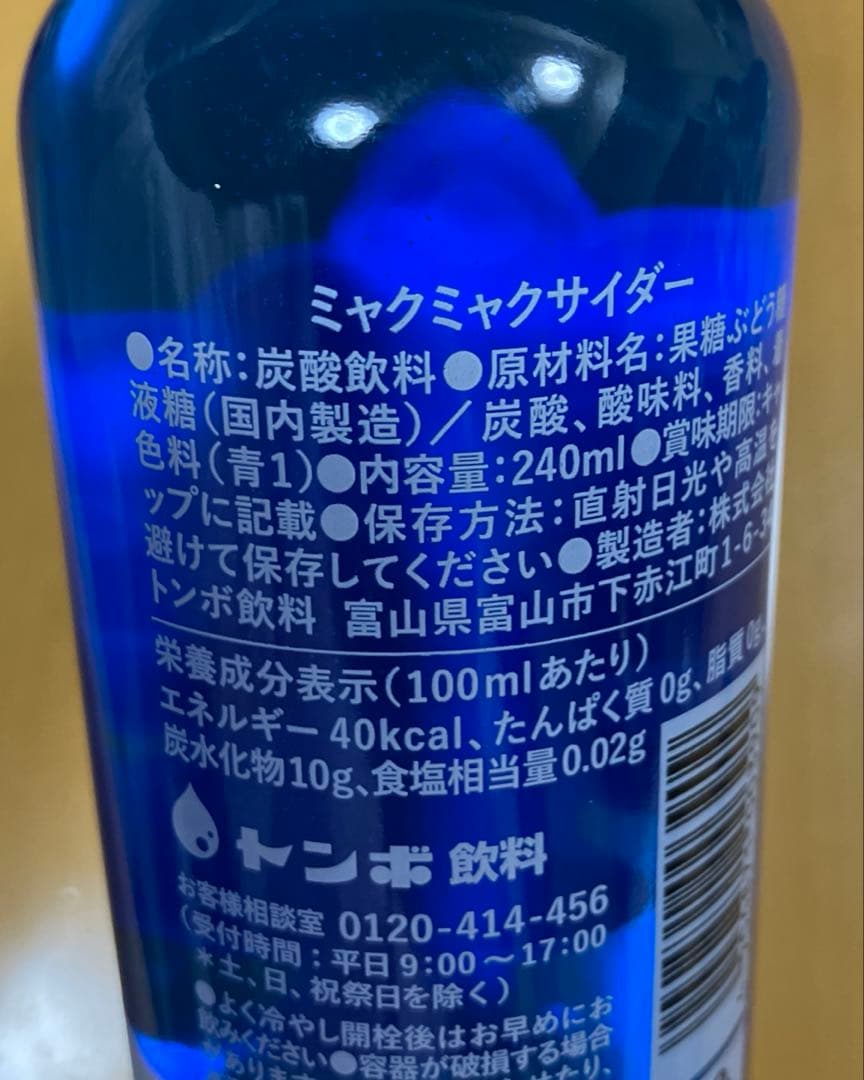 ミャクミャクサイダー
●名称：炭酸飲料●原材料名：果糖ぶどう糖
液糖（国内製造）／炭酸、酸味料、香料、着
色料（青1）●内容量：240ml●賞味期限：キャ
ップに記載●保存方法：直射日光や高温を
避けて保存してください●製造者：株式会社
トンボ飲料 富山県富山市下赤江町1-6-34
栄養成分表示（100mlあたり）
エネルギー 40kcal、たんぱく質 0g、脂質 0g、
炭水化物10g、食塩相当量0.02g
トンボ飲料
お客様相談室 0120-414-456
（受付時間：平日 9:00～17:00
＊土、日、祝祭日を除く）
●よく冷やし開栓後はお早めにお
飲みください●容器が破損する場合
があります